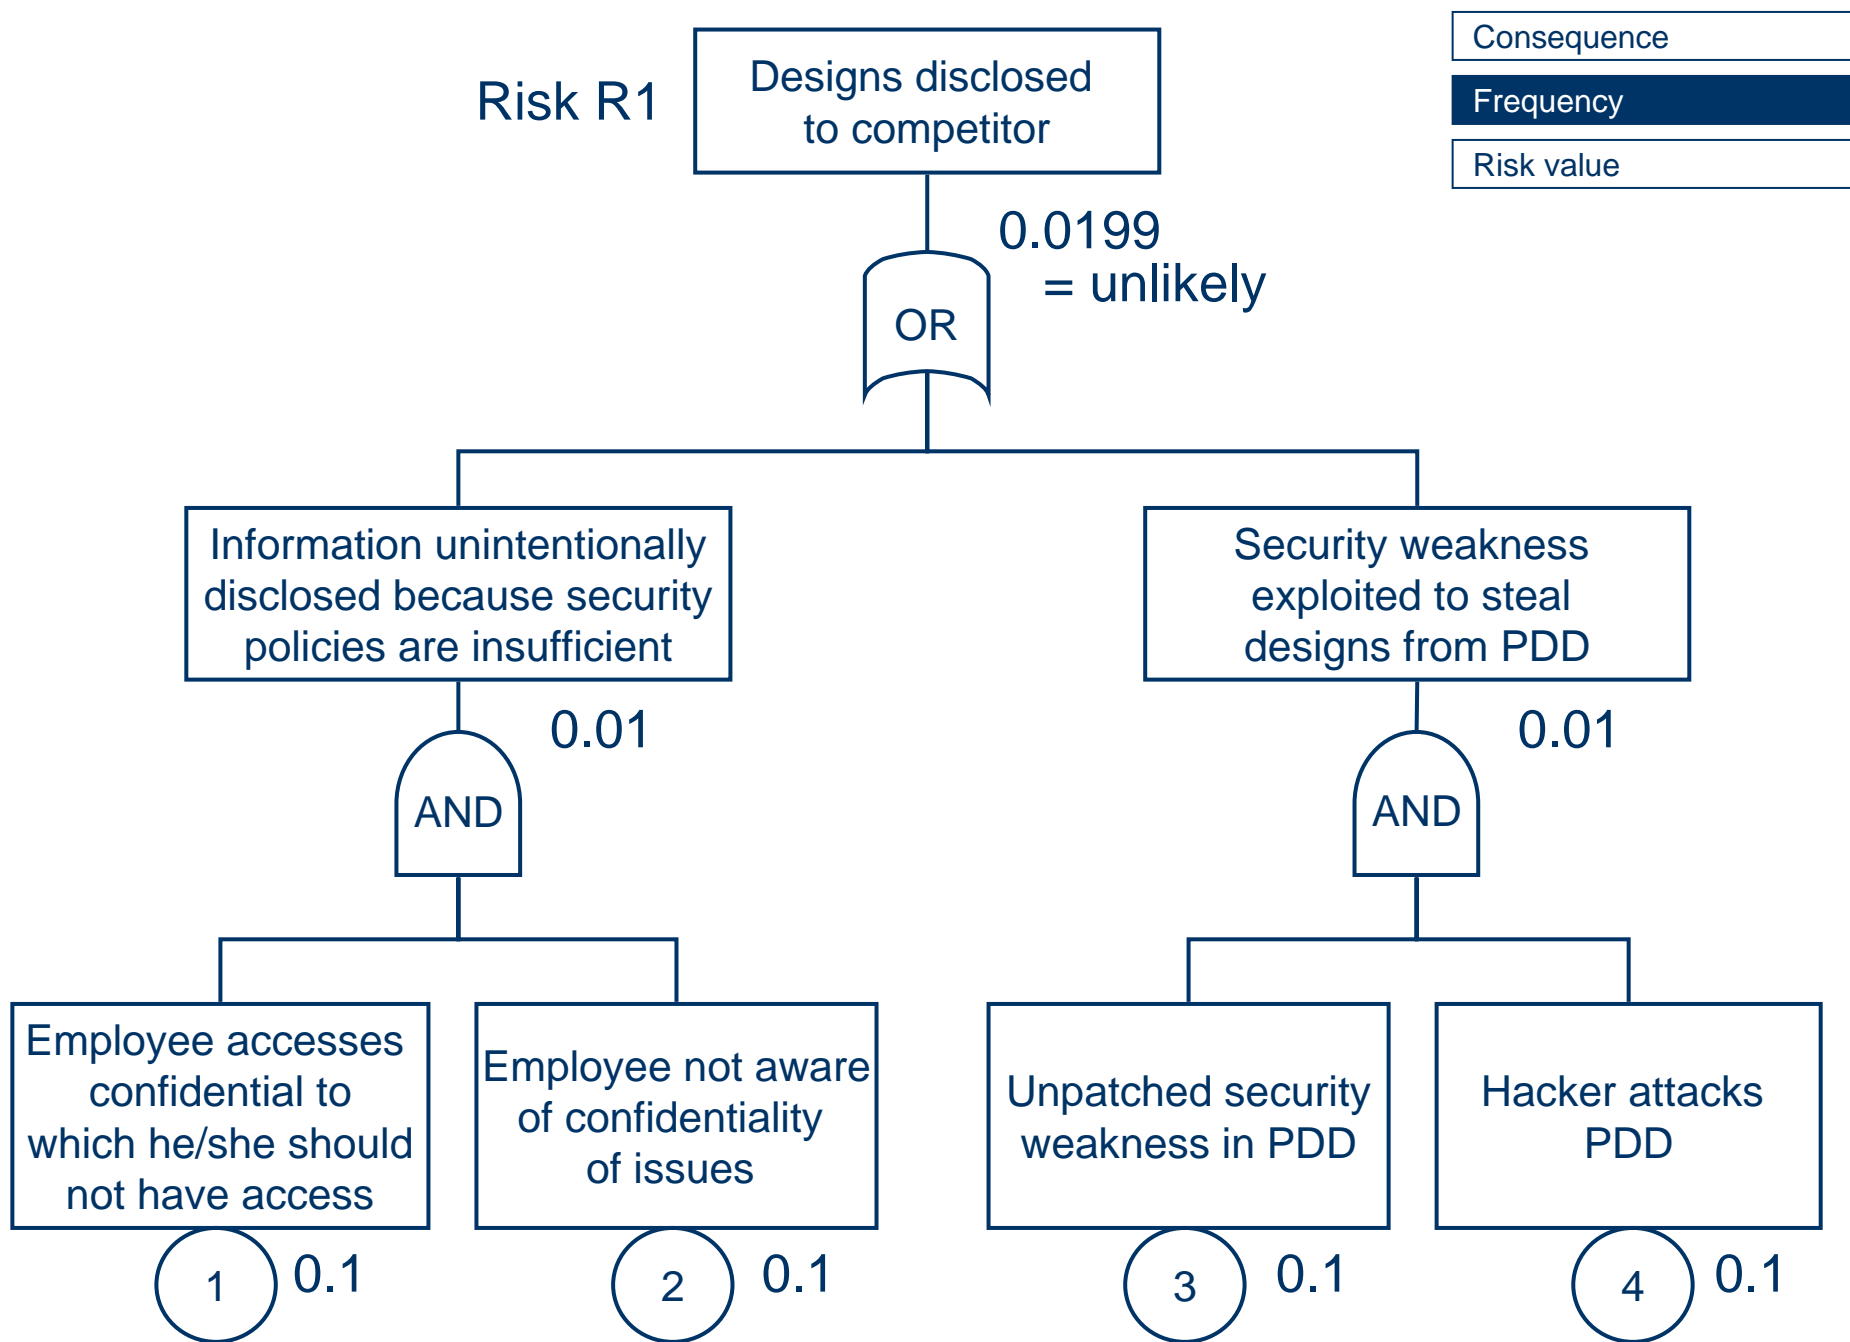 Consequence
Frequency
Risk value
Risk R1
Designs disclosed
to competitor
0.0199
= unlikely
OR
Information unintentionally
disclosed because security
policies are insufficient
Security weakness
exploited to steal
designs from PDD
0.01
0.01
AND
AND
Employee accesses
confidential to
which he/she should
not have access
Employee not aware
of confidentiality
of issues
Unpatched security
weakness in PDD
Hacker attacks
PDD
1
0.1
2
0.1
3
0.1
4
0.1